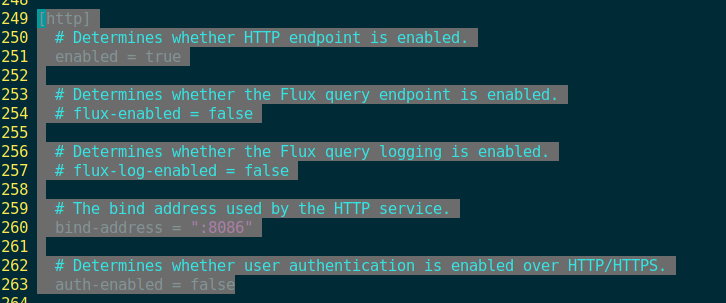 248
249 [http]
250   # Determines whether HTTP endpoint is enabled.
251   enabled = true
252
253   # Determines whether the Flux query endpoint is enabled.
254   # flux-enabled = false
255
256   # Determines whether the Flux query logging is enabled.
257   # flux-log-enabled = false
258
259   # The bind address used by the HTTP service.
260   bind-address = ":8086"
261
262   # Determines whether user authentication is enabled over HTTP/HTTPS.
263   auth-enabled = false
264